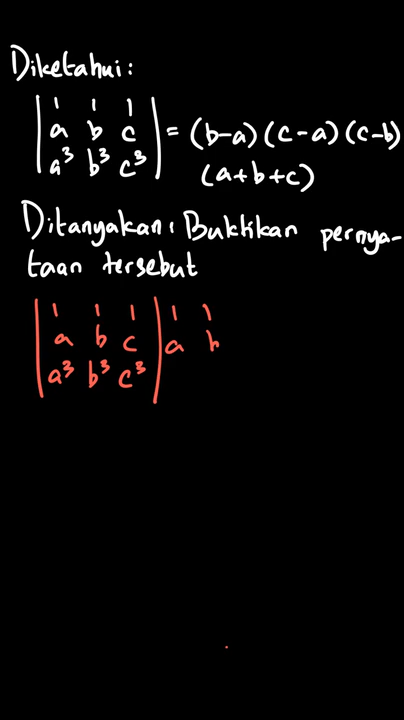 Diketahui:
| 1 1 1 |
| a b c | = (b-a)(c-a)(c-b)
| a³ b³ c³ | (a+b+c)
Ditanyakan: Buktikan pernya-
taan tersebut
| 1 1 1 | 1 1
| a b c | a
| a³ b³ c³ |